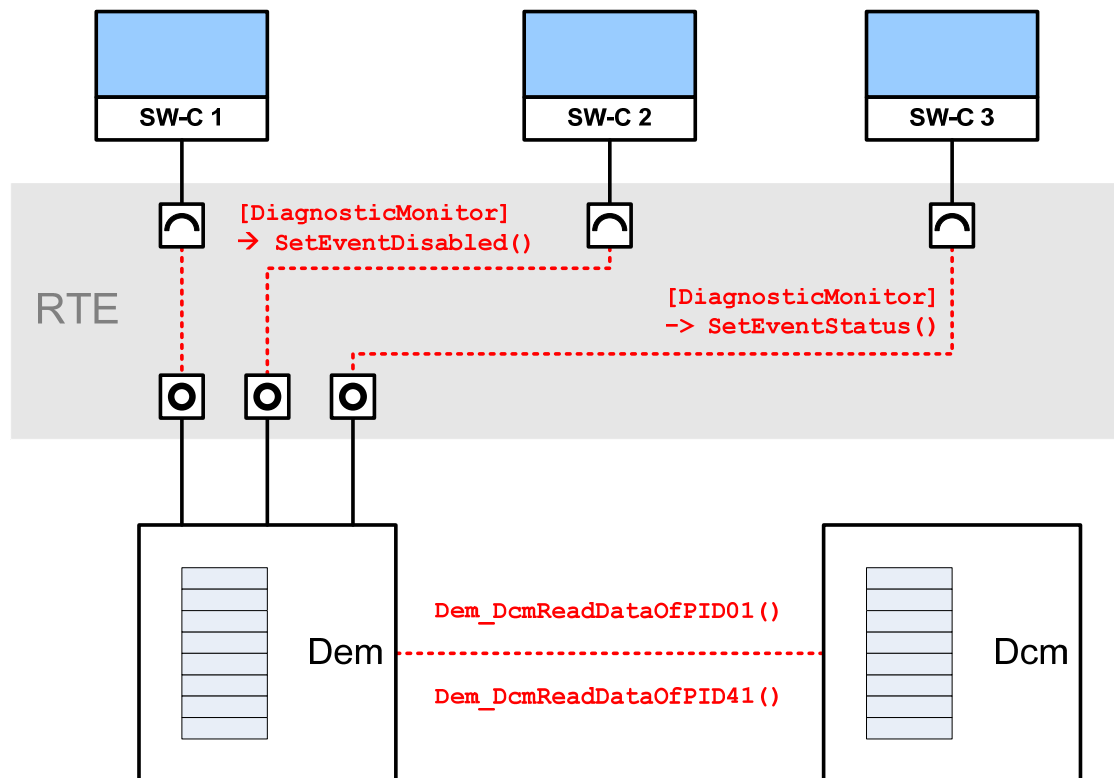 SW-C 1
SW-C 2
SW-C 3
[DiagnosticMonitor]
→ SetEventDisabled()
RTE
[DiagnosticMonitor]
-> SetEventStatus()
Dem_DcmReadDataOfPID01()
Dem
Dcm
Dem_DcmReadDataOfPID41()